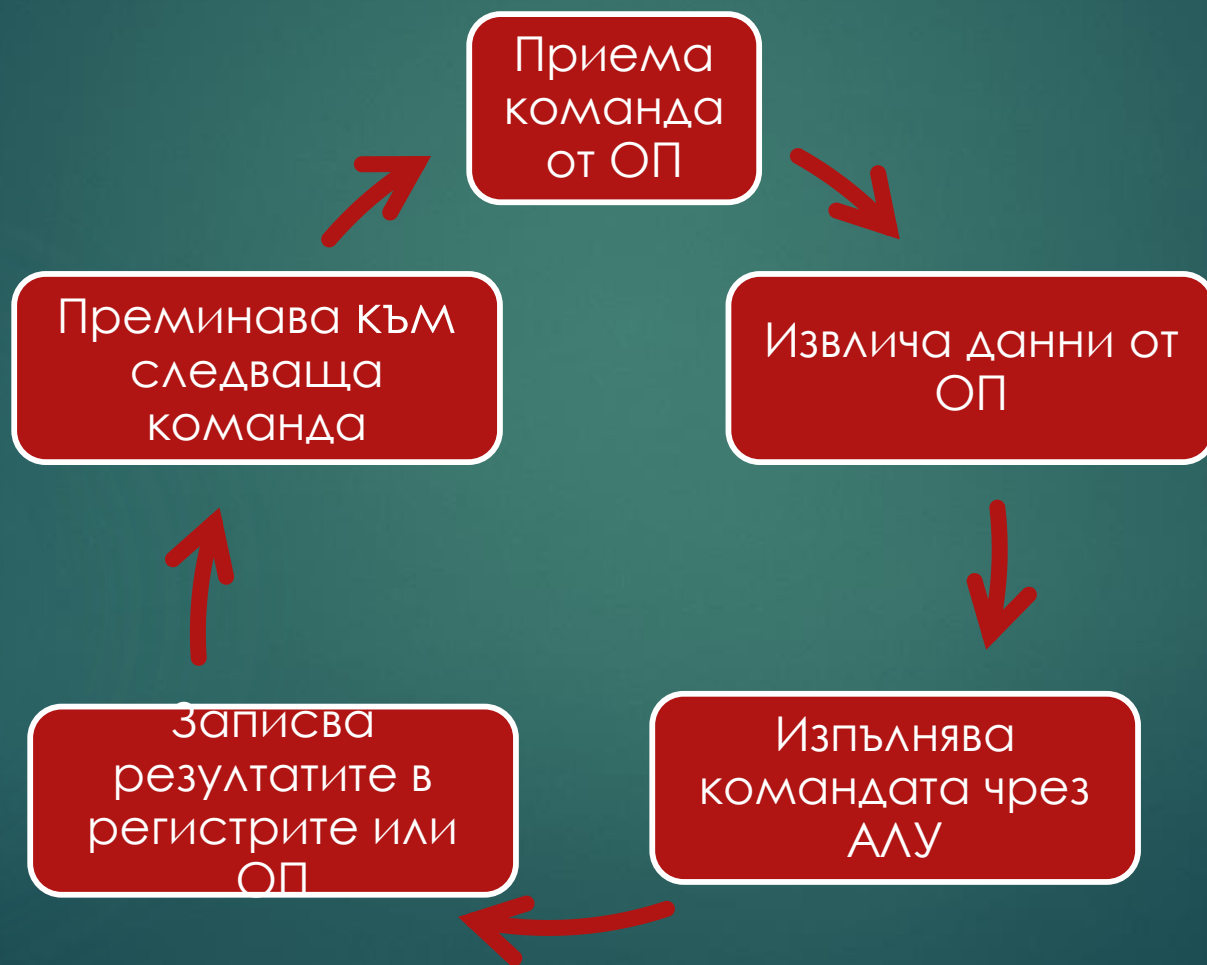 Приема
команда
от ОП
Извлича данни от
ОП
Изпълнява
командата чрез
АЛУ
Записва
резултатите в
регистрите или
ОП
Преминава към
следваща
команда